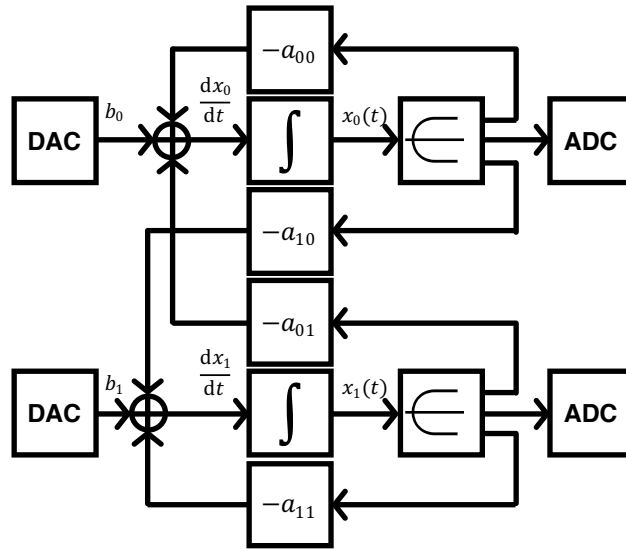 −a₀₀
b₀
dx₀
dt
x₀(t)
DAC
∫
ADC
−a₁₀
−a₀₁
b₁
dx₁
dt
x₁(t)
DAC
∫
ADC
−a₁₁